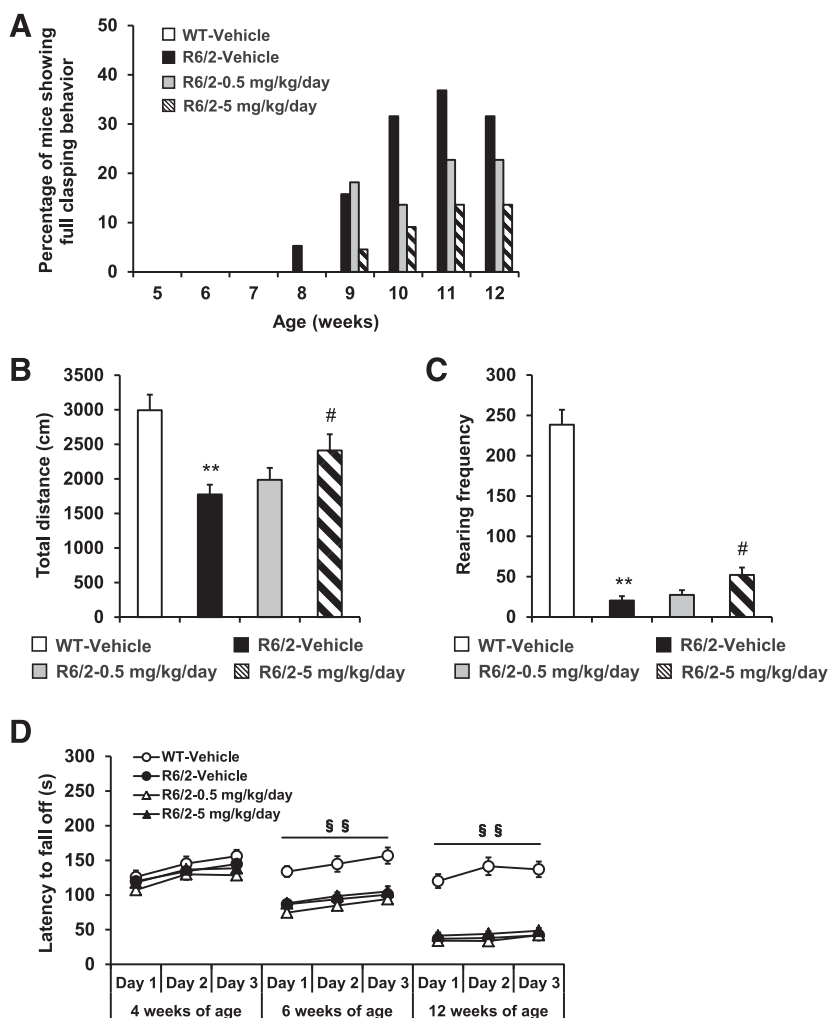 A
Percentage of mice showing
full clasping behavior
50
40
30
20
10
0
WT-Vehicle
R6/2-Vehicle
R6/2-0.5 mg/kg/day
R6/2-5 mg/kg/day
5 6 7 8 9 10 11 12
Age (weeks)
B
Total distance (cm)
3500
3000
2500
2000
1500
1000
500
0
**
#
WT-Vehicle
R6/2-Vehicle
R6/2-0.5 mg/kg/day
R6/2-5 mg/kg/day
C
Rearing frequency
300
250
200
150
100
50
0
**
#
WT-Vehicle
R6/2-Vehicle
R6/2-0.5 mg/kg/day
R6/2-5 mg/kg/day
D
Latency to fall off (s)
300
250
200
150
100
50
0
WT-Vehicle
R6/2-Vehicle
R6/2-0.5 mg/kg/day
R6/2-5 mg/kg/day
§ §
§ §
Day 1 Day 2 Day 3 Day 1 Day 2 Day 3 Day 1 Day 2 Day 3
4 weeks of age 6 weeks of age 12 weeks of age